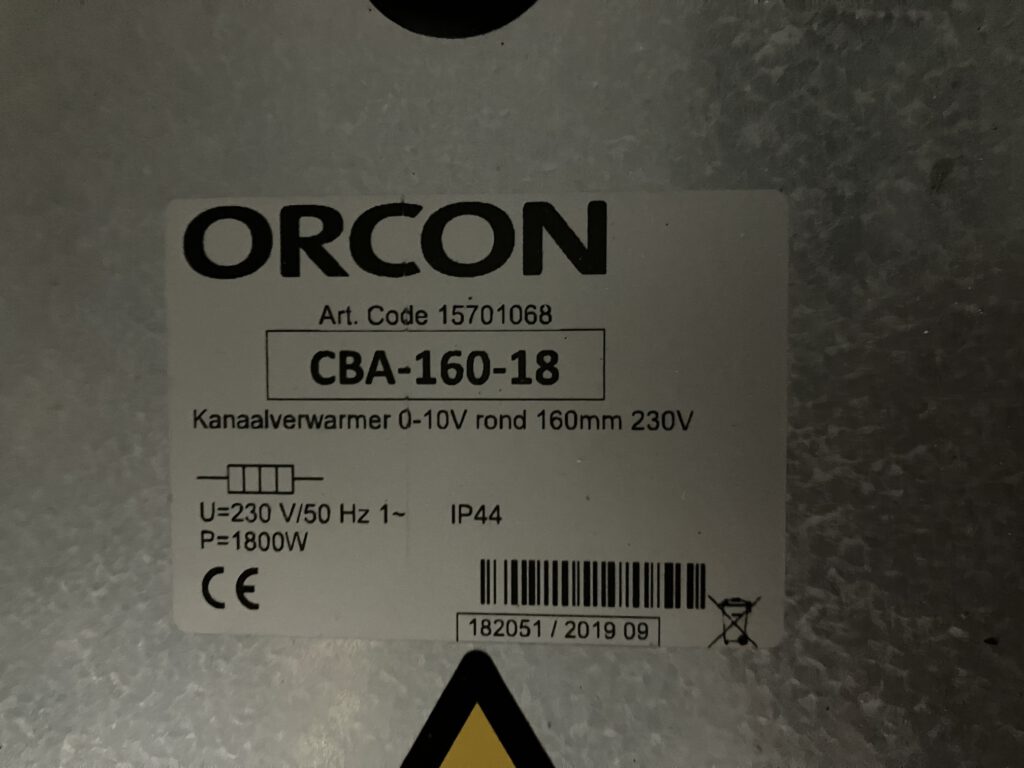 ORCON
Art. Code 15701068
CBA-160-18
Kanaalverwarmer 0-10V rond 160mm 230V
U=230 V/50 Hz 1~ IP44
P=1800W
CE
182051 / 2019 09